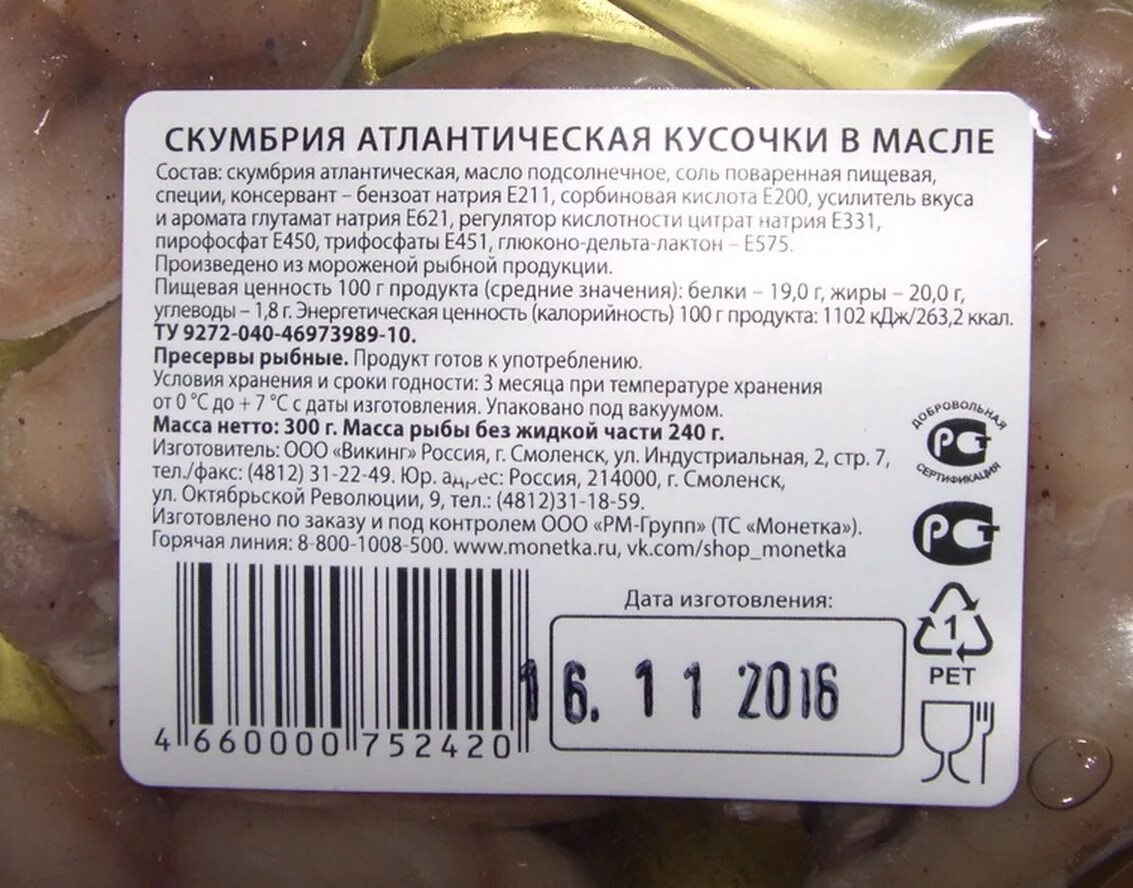 СКУМБРИЯ АТЛАНТИЧЕСКАЯ КУСОЧКИ В МАСЛЕ
Состав: скумбрия атлантическая, масло подсолнечное, соль поваренная пищевая,
специи, консервант – бензоат натрия Е211, сорбиновая кислота Е200, усилитель вкуса
и аромата глутамат натрия Е621, регулятор кислотности цитрат натрия Е331,
пирофосфат Е450, трифосфаты Е451, глюконо-дельта-лактон – Е575.
Произведено из мороженой рыбной продукции.
Пищевая ценность 100 г продукта (средние значения): белки – 19,0 г, жиры – 20,0 г,
углеводы – 1,8 г. Энергетическая ценность (калорийность) 100 г продукта: 1102 кДж/263,2 ккал.
ТУ 9272-040-46973989-10.
Пресервы рыбные. Продукт готов к употреблению.
Условия хранения и сроки годности: 3 месяца при температуре хранения
от 0 °С до + 7 °С с даты изготовления. Упаковано под вакуумом.
Масса нетто: 300 г. Масса рыбы без жидкой части 240 г.
Изготовитель: ООО «Викинг» Россия, г. Смоленск, ул. Индустриальная, 2, стр. 7,
тел./факс: (4812) 31-22-49. Юр. адрес: Россия, 214000, г. Смоленск,
ул. Октябрьской Революции, 9, тел.: (4812)31-18-59.
Изготовлено по заказу и под контролем ООО «РМ-Групп» (ТС «Монетка»).
Горячая линия: 8-800-1008-500. www.monetka.ru, vk.com/shop_monetka
ДОБРОВОЛЬНАЯ
РСТ
СЕРТИФИКАЦИЯ
РСТ
Дата изготовления:
16. 11 2016
1
PET
4 660000 752420